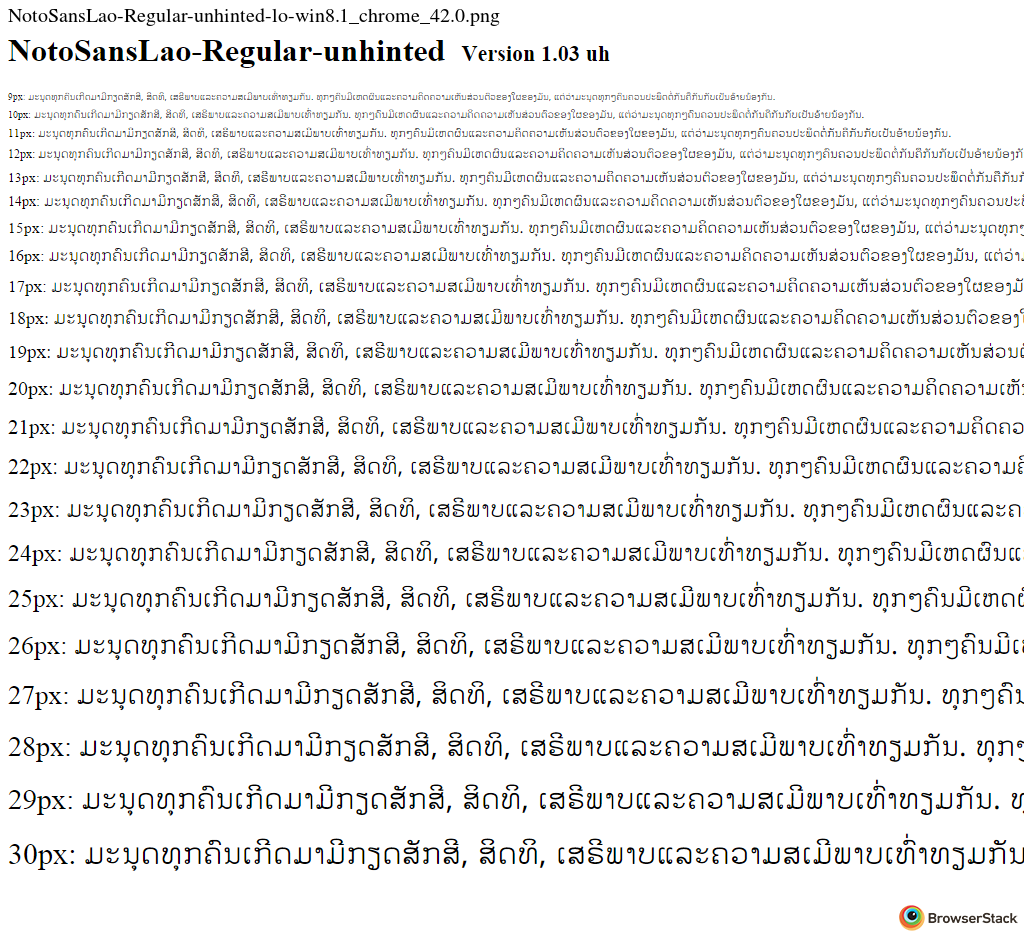 NotoSansLao-Regular-unhinted-lo-win8.1_chrome_42.0.png
NotoSansLao-Regular-unhinted Version 1.03 uh
9px: ມະນຸດທຸກຄົນເກີດມາມີກຽດສັກສີ, ສິດທິ, ເສຣີພາບແລະຄວາມສເມີພາບເທົ່າທຽມກັນ. ທຸກໆຄົນມີເຫດຜົນແລະຄວາມຄິດຄວາມເຫັນສ່ວນຕົວຂອງໃຜຂອງມັນ, ແຕ່ວ່າມະນຸດທຸກໆຄົນຄວນປະພຶດຕໍ່ກັນຄືກັນກັບເປັນອ້າຍນ້ອງກັນ.
10px: ມະນຸດທຸກຄົນເກີດມາມີກຽດສັກສີ, ສິດທິ, ເສຣີພາບແລະຄວາມສເມີພາບເທົ່າທຽມກັນ. ທຸກໆຄົນມີເຫດຜົນແລະຄວາມຄິດຄວາມເຫັນສ່ວນຕົວຂອງໃຜຂອງມັນ, ແຕ່ວ່າມະນຸດທຸກໆຄົນຄວນປະພຶດຕໍ່ກັນຄືກັນກັບເປັນອ້າຍນ້ອງກັນ.
11px: ມະນຸດທຸກຄົນເກີດມາມີກຽດສັກສີ, ສິດທິ, ເສຣີພາບແລະຄວາມສເມີພາບເທົ່າທຽມກັນ. ທຸກໆຄົນມີເຫດຜົນແລະຄວາມຄິດຄວາມເຫັນສ່ວນຕົວຂອງໃຜຂອງມັນ, ແຕ່ວ່າມະນຸດທຸກໆຄົນຄວນປະພຶດຕໍ່ກັນຄືກັນກັບເປັນອ້າຍນ້ອງກັນ.
12px: ມະນຸດທຸກຄົນເກີດມາມີກຽດສັກສີ, ສິດທິ, ເສຣີພາບແລະຄວາມສເມີພາບເທົ່າທຽມກັນ. ທຸກໆຄົນມີເຫດຜົນແລະຄວາມຄິດຄວາມເຫັນສ່ວນຕົວຂອງໃຜຂອງມັນ, ແຕ່ວ່າມະນຸດທຸກໆຄົນຄວນປະພຶດຕໍ່ກັນຄືກັນກັບເປັນອ້າຍນ້ອງກັ
13px: ມະນຸດທຸກຄົນເກີດມາມີກຽດສັກສີ, ສິດທິ, ເສຣີພາບແລະຄວາມສເມີພາບເທົ່າທຽມກັນ. ທຸກໆຄົນມີເຫດຜົນແລະຄວາມຄິດຄວາມເຫັນສ່ວນຕົວຂອງໃຜຂອງມັນ, ແຕ່ວ່າມະນຸດທຸກໆຄົນຄວນປະພຶດຕໍ່ກັນຄືກັນກັ
14px: ມະນຸດທຸກຄົນເກີດມາມີກຽດສັກສີ, ສິດທິ, ເສຣີພາບແລະຄວາມສເມີພາບເທົ່າທຽມກັນ. ທຸກໆຄົນມີເຫດຜົນແລະຄວາມຄິດຄວາມເຫັນສ່ວນຕົວຂອງໃຜຂອງມັນ, ແຕ່ວ່າມະນຸດທຸກໆຄົນຄວນປະພຶ
15px: ມະນຸດທຸກຄົນເກີດມາມີກຽດສັກສີ, ສິດທິ, ເສຣີພາບແລະຄວາມສເມີພາບເທົ່າທຽມກັນ. ທຸກໆຄົນມີເຫດຜົນແລະຄວາມຄິດຄວາມເຫັນສ່ວນຕົວຂອງໃຜຂອງມັນ, ແຕ່ວ່າມະນຸດທຸກໆ
16px: ມະນຸດທຸກຄົນເກີດມາມີກຽດສັກສີ, ສິດທິ, ເສຣີພາບແລະຄວາມສເມີພາບເທົ່າທຽມກັນ. ທຸກໆຄົນມີເຫດຜົນແລະຄວາມຄິດຄວາມເຫັນສ່ວນຕົວຂອງໃຜຂອງມັນ, ແຕ່ວ່າ
17px: ມະນຸດທຸກຄົນເກີດມາມີກຽດສັກສີ, ສິດທິ, ເສຣີພາບແລະຄວາມສເມີພາບເທົ່າທຽມກັນ. ທຸກໆຄົນມີເຫດຜົນແລະຄວາມຄິດຄວາມເຫັນສ່ວນຕົວຂອງໃຜຂອງມັ
18px: ມະນຸດທຸກຄົນເກີດມາມີກຽດສັກສີ, ສິດທິ, ເສຣີພາບແລະຄວາມສເມີພາບເທົ່າທຽມກັນ. ທຸກໆຄົນມີເຫດຜົນແລະຄວາມຄິດຄວາມເຫັນສ່ວນຕົວຂອງໃ
19px: ມະນຸດທຸກຄົນເກີດມາມີກຽດສັກສີ, ສິດທິ, ເສຣີພາບແລະຄວາມສເມີພາບເທົ່າທຽມກັນ. ທຸກໆຄົນມີເຫດຜົນແລະຄວາມຄິດຄວາມເຫັນສ່ວນຕົ
20px: ມະນຸດທຸກຄົນເກີດມາມີກຽດສັກສີ, ສິດທິ, ເສຣີພາບແລະຄວາມສເມີພາບເທົ່າທຽມກັນ. ທຸກໆຄົນມີເຫດຜົນແລະຄວາມຄິດຄວາມເຫັ
21px: ມະນຸດທຸກຄົນເກີດມາມີກຽດສັກສີ, ສິດທິ, ເສຣີພາບແລະຄວາມສເມີພາບເທົ່າທຽມກັນ. ທຸກໆຄົນມີເຫດຜົນແລະຄວາມຄິດຄວ
22px: ມະນຸດທຸກຄົນເກີດມາມີກຽດສັກສີ, ສິດທິ, ເສຣີພາບແລະຄວາມສເມີພາບເທົ່າທຽມກັນ. ທຸກໆຄົນມີເຫດຜົນແລະຄວາມຄິ
23px: ມະນຸດທຸກຄົນເກີດມາມີກຽດສັກສີ, ສິດທິ, ເສຣີພາບແລະຄວາມສເມີພາບເທົ່າທຽມກັນ. ທຸກໆຄົນມີເຫດຜົນແລະຄ
24px: ມະນຸດທຸກຄົນເກີດມາມີກຽດສັກສີ, ສິດທິ, ເສຣີພາບແລະຄວາມສເມີພາບເທົ່າທຽມກັນ. ທຸກໆຄົນມີເຫດຜົນແ
25px: ມະນຸດທຸກຄົນເກີດມາມີກຽດສັກສີ, ສິດທິ, ເສຣີພາບແລະຄວາມສເມີພາບເທົ່າທຽມກັນ. ທຸກໆຄົນມີເຫດຜົ
26px: ມະນຸດທຸກຄົນເກີດມາມີກຽດສັກສີ, ສິດທິ, ເສຣີພາບແລະຄວາມສເມີພາບເທົ່າທຽມກັນ. ທຸກໆຄົນມີເ
27px: ມະນຸດທຸກຄົນເກີດມາມີກຽດສັກສີ, ສິດທິ, ເສຣີພາບແລະຄວາມສເມີພາບເທົ່າທຽມກັນ. ທຸກໆຄົນ
28px: ມະນຸດທຸກຄົນເກີດມາມີກຽດສັກສີ, ສິດທິ, ເສຣີພາບແລະຄວາມສເມີພາບເທົ່າທຽມກັນ. ທຸກໆ
29px: ມະນຸດທຸກຄົນເກີດມາມີກຽດສັກສີ, ສິດທິ, ເສຣີພາບແລະຄວາມສເມີພາບເທົ່າທຽມກັນ. ທຸ
30px: ມະນຸດທຸກຄົນເກີດມາມີກຽດສັກສີ, ສິດທິ, ເສຣີພາບແລະຄວາມສເມີພາບເທົ່າທຽມກັນ
BrowserStack